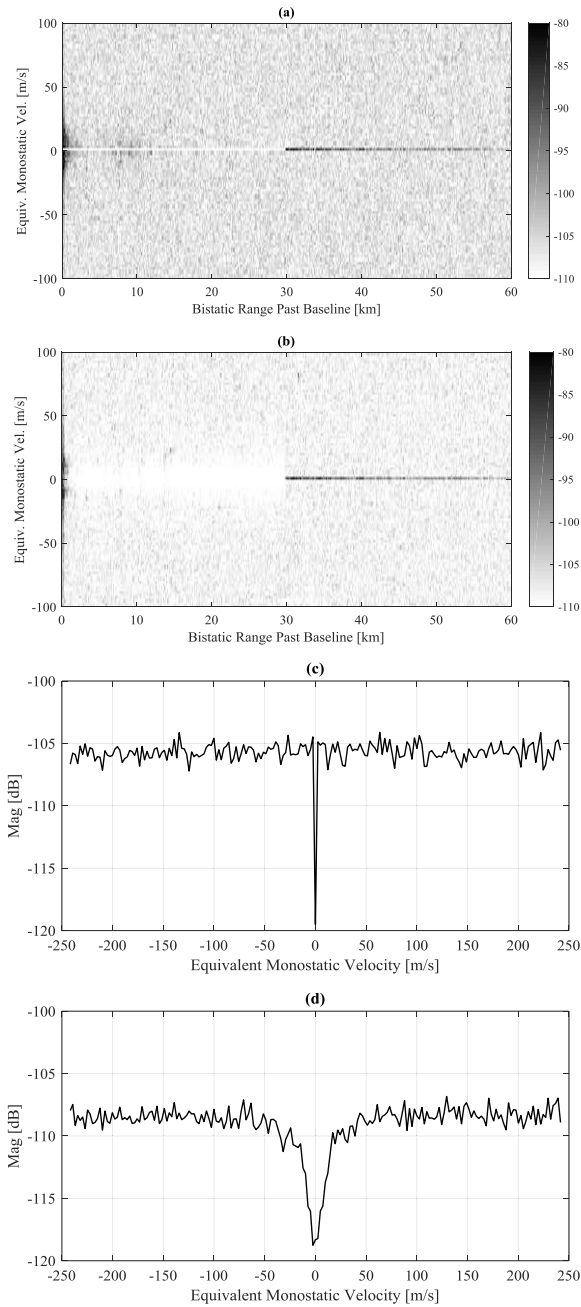 (a)
Equiv. Monostatic Vel. [m/s]
100
50
0
-50
-100
0 10 20 30 40 50 60
Bistatic Range Past Baseline [km]
-80
-85
-90
-95
-100
-105
-110
(b)
Equiv. Monostatic Vel. [m/s]
100
50
0
-50
-100
0 10 20 30 40 50 60
Bistatic Range Past Baseline [km]
-80
-85
-90
-95
-100
-105
-110
(c)
Mag [dB]
-100
-105
-110
-115
-120
-250 -200 -150 -100 -50 0 50 100 150 200 250
Equivalent Monostatic Velocity [m/s]
(d)
Mag [dB]
-100
-105
-110
-115
-120
-250 -200 -150 -100 -50 0 50 100 150 200 250
Equivalent Monostatic Velocity [m/s]